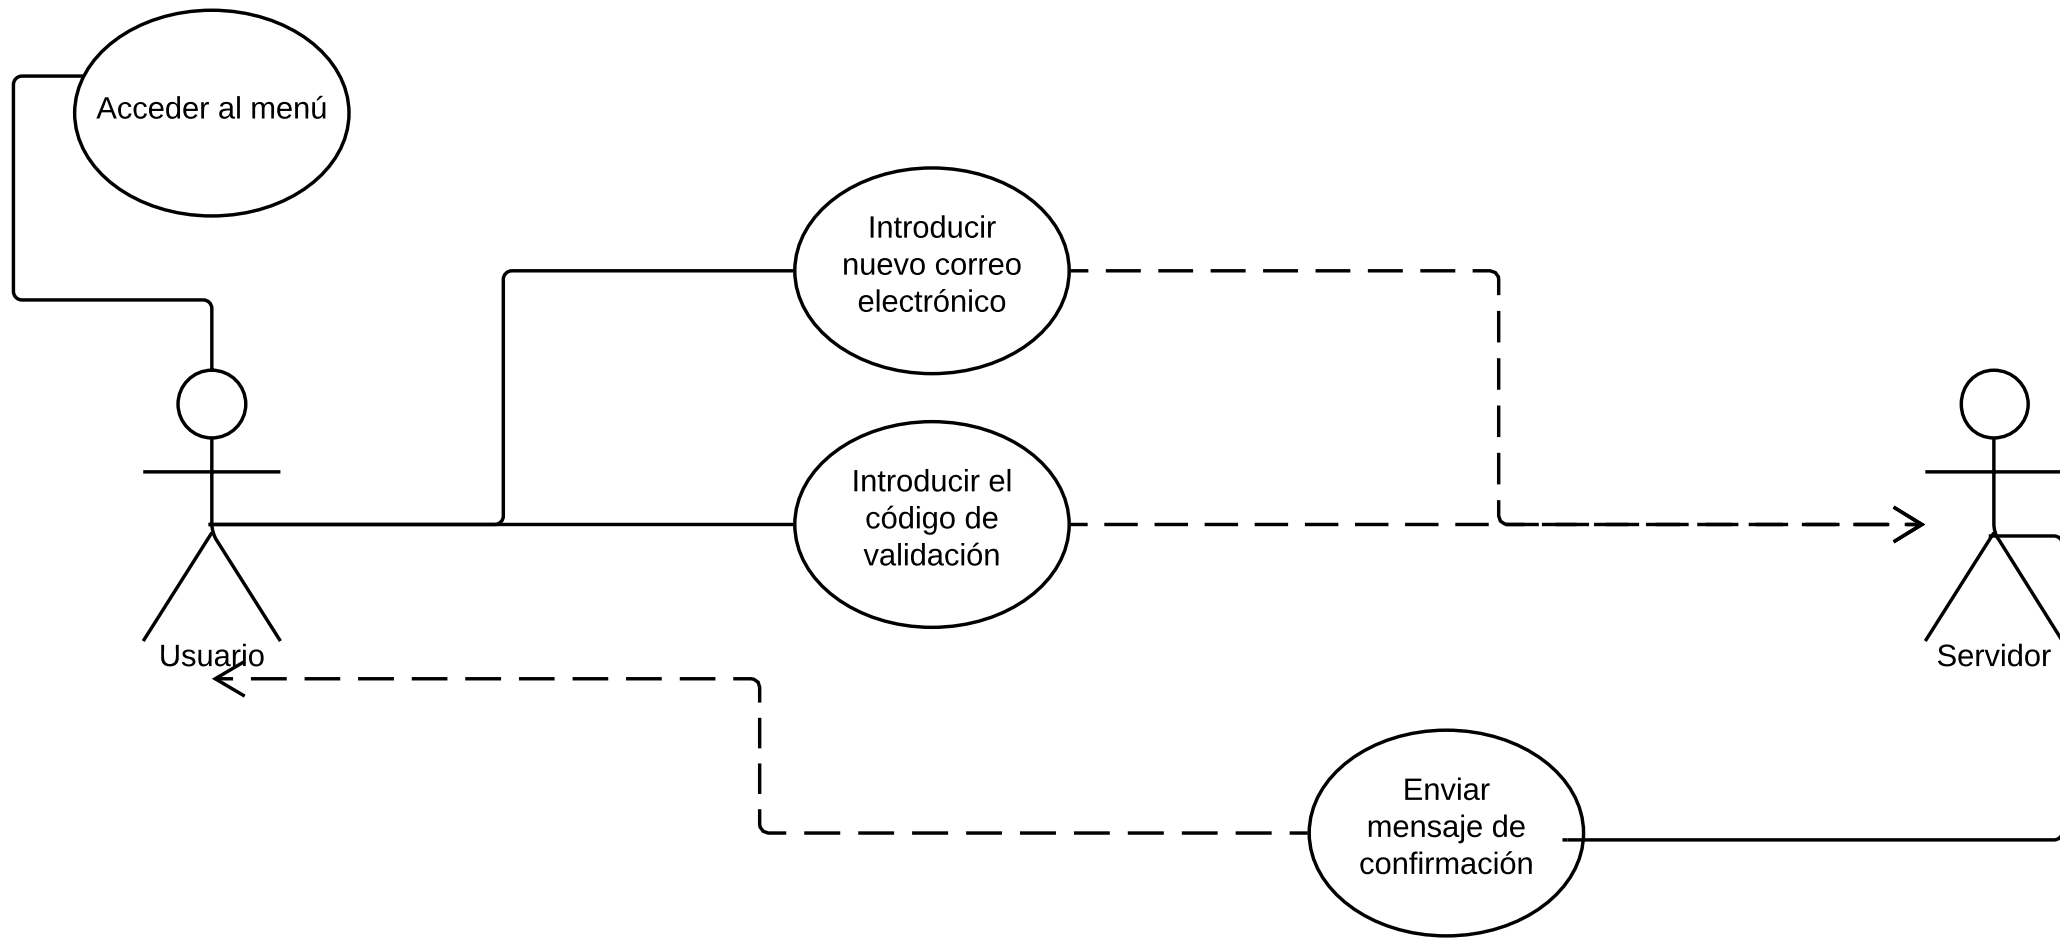 Acceder al menú
Introducir
nuevo correo
electrónico
Introducir el
código de
validación
Usuario
Servidor
Enviar
mensaje de
confirmación